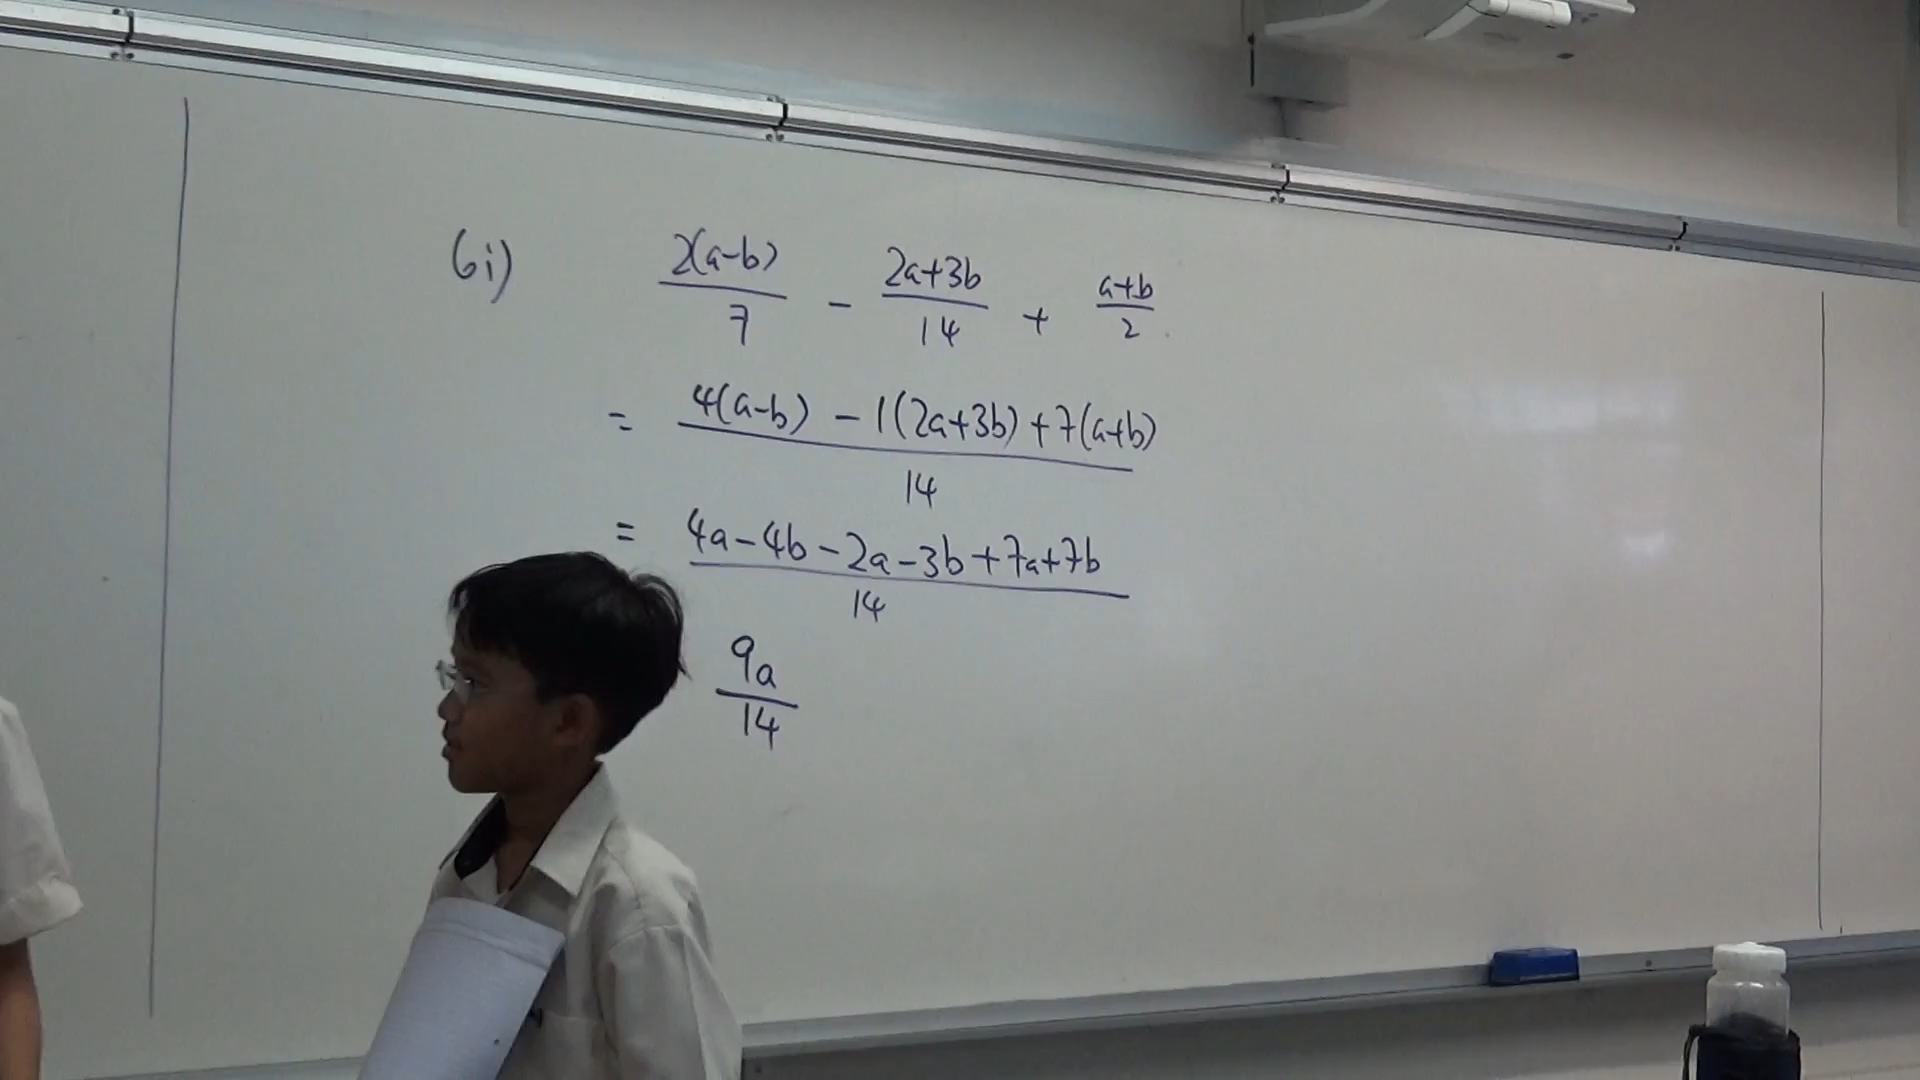 6i) 2(a-b)/7 - 2a+3b/14 + a+b/2
= 4(a-b) - 1(2a+3b) + 7(a+b)/14
= 4a-4b-2a-3b+7a+7b/14
9a/14